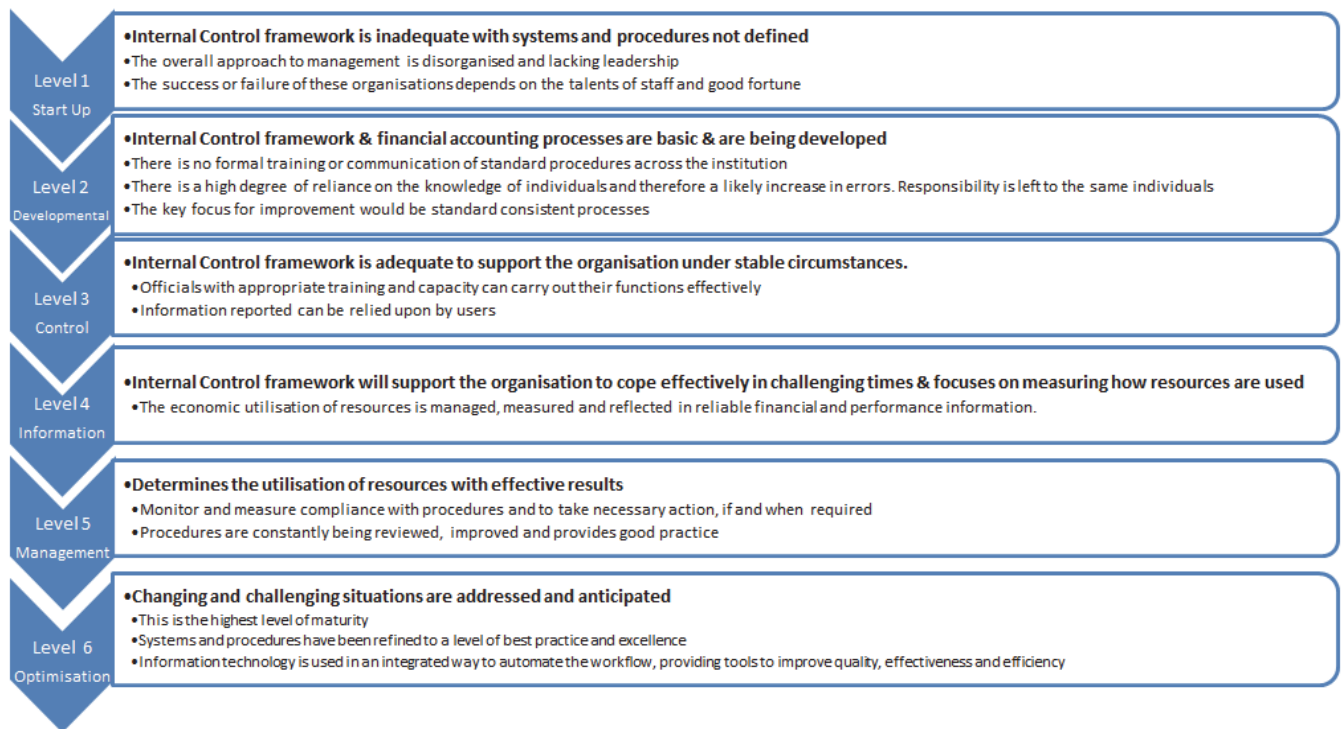 Level 1
Start Up
•Internal Control framework is inadequate with systems and procedures not defined
•The overall approach to management is disorganised and lacking leadership
•The success or failure of these organisations depends on the talents of staff and good fortune
Level 2
Developmental
•Internal Control framework & financial accounting processes are basic & are being developed
•There is no formal training or communication of standard procedures across the institution
•There is a high degree of reliance on the knowledge of individuals and therefore a likely increase in errors. Responsibility is left to the same individuals
•The key focus for improvement would be standard consistent processes
Level 3
Control
•Internal Control framework is adequate to support the organisation under stable circumstances.
•Officials with appropriate training and capacity can carry out their functions effectively
•Information reported can be relied upon by users
Level 4
Information
•Internal Control framework will support the organisation to cope effectively in challenging times & focuses on measuring how resources are used
•The economic utilisation of resources is managed, measured and reflected in reliable financial and performance information.
Level 5
Management
•Determines the utilisation of resources with effective results
•Monitor and measure compliance with procedures and to take necessary action, if and when required
•Procedures are constantly being reviewed, improved and provides good practice
Level 6
Optimisation
•Changing and challenging situations are addressed and anticipated
•This is the highest level of maturity
•Systems and procedures have been refined to a level of best practice and excellence
•Information technology is used in an integrated way to automate the workflow, providing tools to improve quality, effectiveness and efficiency